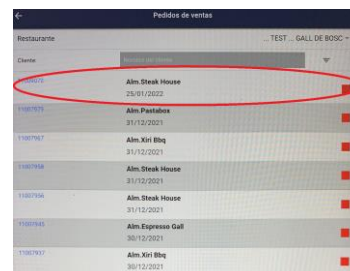 Pedidos de ventas
Restaurante ... TEST ... GALL DE BOSC
Cliente
Alm.Steak House
25/01/2022
11007975 Alm.Pastabox
31/12/2021
11007967 Alm.Xiri Bbq
31/12/2021
11007958 Alm.Steak House
31/12/2021
11007956 Alm.Steak House
31/12/2021
11007945 Alm.Espresso Gall
30/12/2021
11007937 Alm.Xiri Bbq
30/12/2021